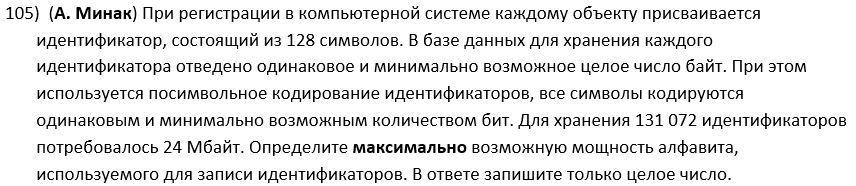 105) (А. Минак) При регистрации в компьютерной системе каждому объекту присваивается
идентификатор, состоящий из 128 символов. В базе данных для хранения каждого
идентификатора отведено одинаковое и минимально возможное целое число байт. При этом
используется посимвольное кодирование идентификаторов, все символы кодируются
одинаковым и минимально возможным количеством бит. Для хранения 131 072 идентификаторов
потребовалось 24 Мбайт. Определите максимально возможную мощность алфавита,
используемого для записи идентификаторов. В ответе запишите только целое число.